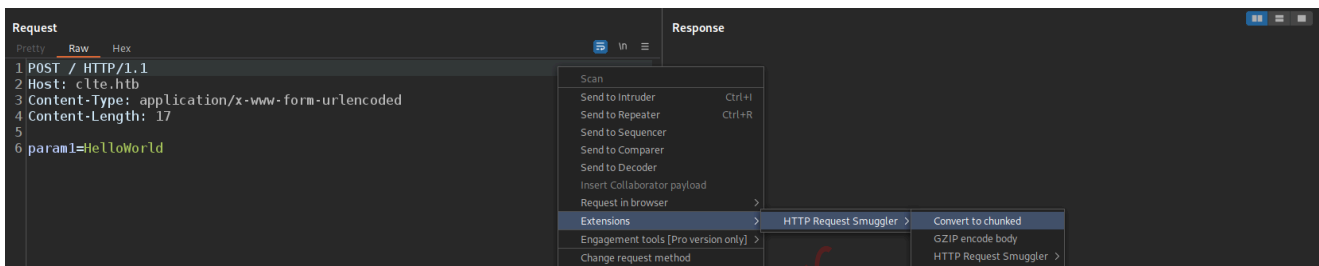 Request
Pretty Raw Hex \n
1 POST / HTTP/1.1
2 Host: clte.htb
3 Content-Type: application/x-www-form-urlencoded
4 Content-Length: 17
5
6 param1=HelloWorld
Response
Scan
Send to Intruder Ctrl+I
Send to Repeater Ctrl+R
Send to Sequencer
Send to Comparer
Send to Decoder
Insert Collaborator payload
Request in browser >
Extensions >
Engagement tools [Pro version only] >
Change request method
HTTP Request Smuggler >
Convert to chunked
GZIP encode body
HTTP Request Smuggler >